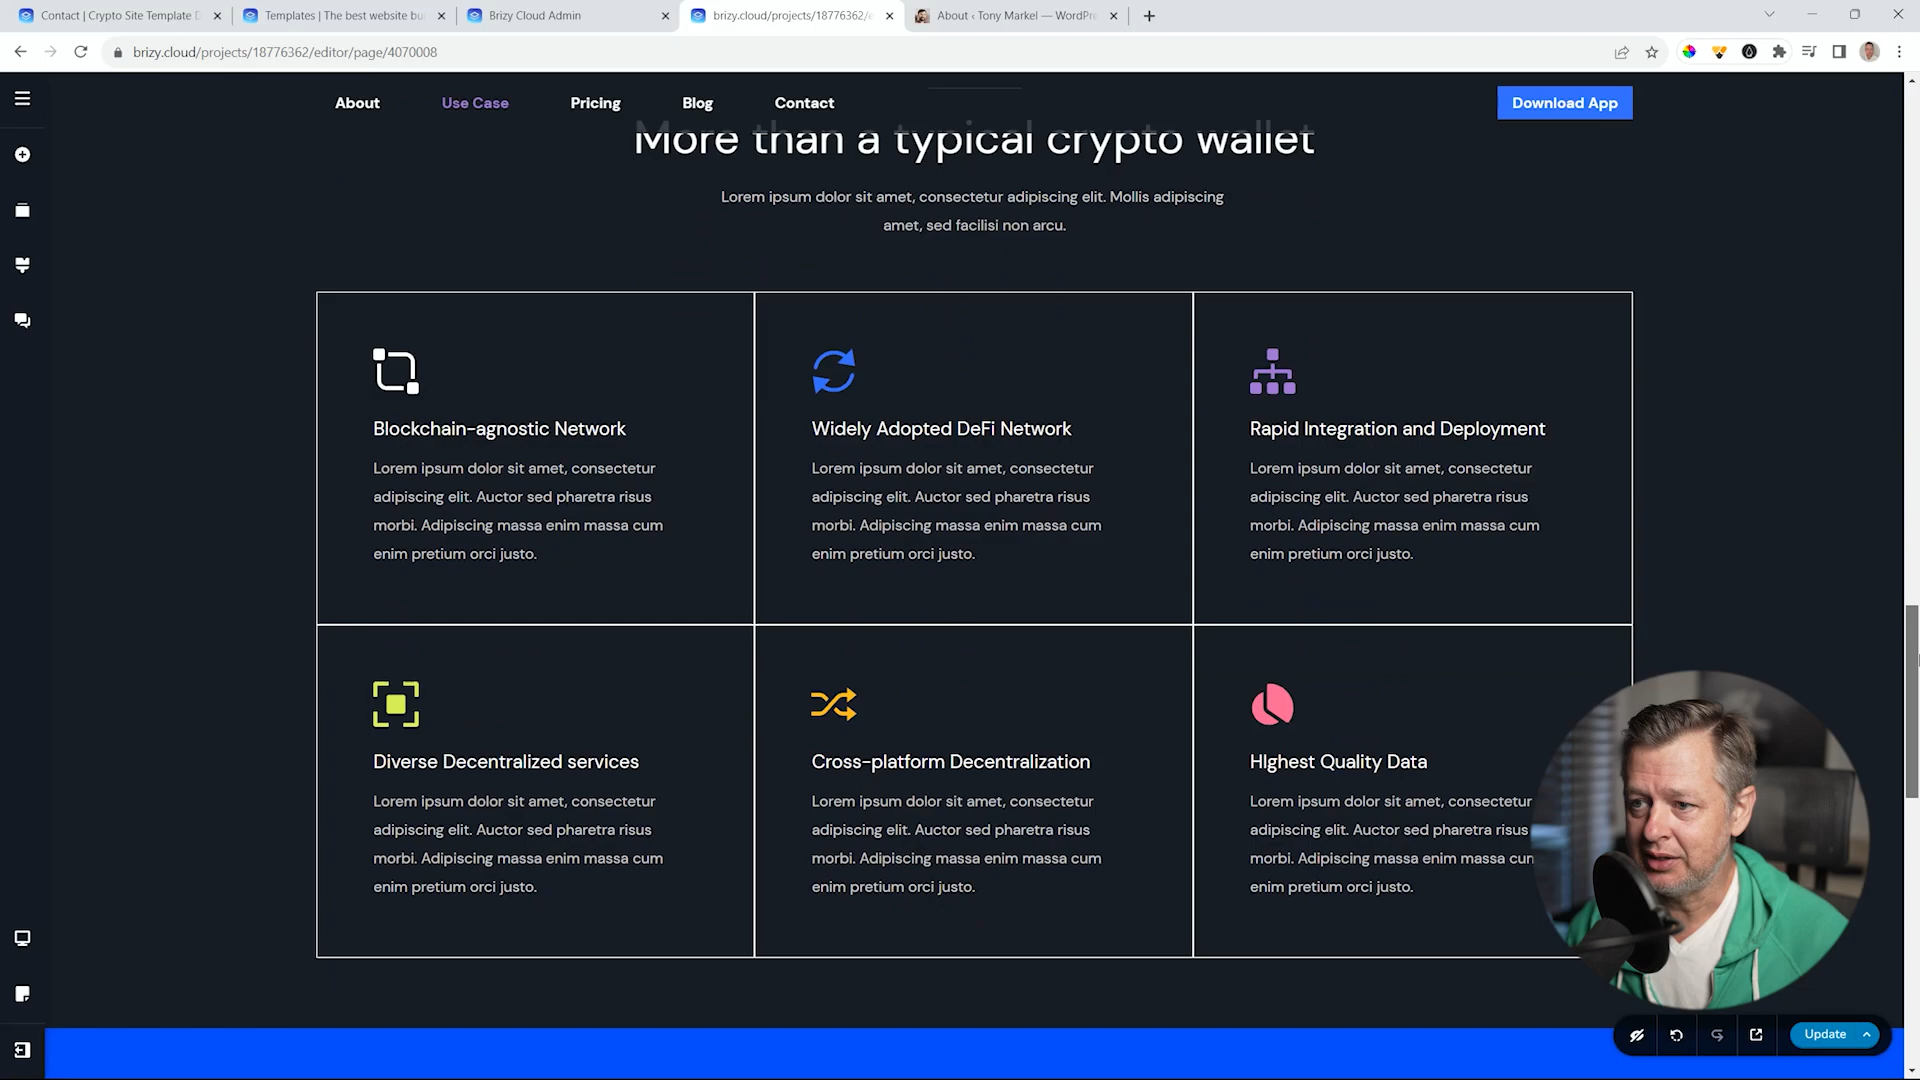 Contact | Crypto Site Template D
Templates | The best website bu
Brizy Cloud Admin
brizy.cloud/projects/18776362/e
About ‹ Tony Markel — WordPre
brizy.cloud/projects/18776362/editor/page/4070008
About
Use Case
Pricing
Blog
Contact
Download App
More than a typical crypto wallet
Lorem ipsum dolor sit amet, consectetur adipiscing elit. Mollis adipiscing
amet, sed facilisi non arcu.
Blockchain-agnostic Network
Lorem ipsum dolor sit amet, consectetur
adipiscing elit. Auctor sed pharetra risus
morbi. Adipiscing massa enim massa cum
enim pretium orci justo.
Widely Adopted DeFi Network
Lorem ipsum dolor sit amet, consectetur
adipiscing elit. Auctor sed pharetra risus
morbi. Adipiscing massa enim massa cum
enim pretium orci justo.
Rapid Integration and Deployment
Lorem ipsum dolor sit amet, consectetur
adipiscing elit. Auctor sed pharetra risus
morbi. Adipiscing massa enim massa cum
enim pretium orci justo.
Diverse Decentralized services
Lorem ipsum dolor sit amet, consectetur
adipiscing elit. Auctor sed pharetra risus
morbi. Adipiscing massa enim massa cum
enim pretium orci justo.
Cross-platform Decentralization
Lorem ipsum dolor sit amet, consectetur
adipiscing elit. Auctor sed pharetra risus
morbi. Adipiscing massa enim massa cum
enim pretium orci justo.
HIghest Quality Data
Lorem ipsum dolor sit amet, consectetur
adipiscing elit. Auctor sed pharetra risus
morbi. Adipiscing massa enim massa cum
enim pretium orci justo.
Update